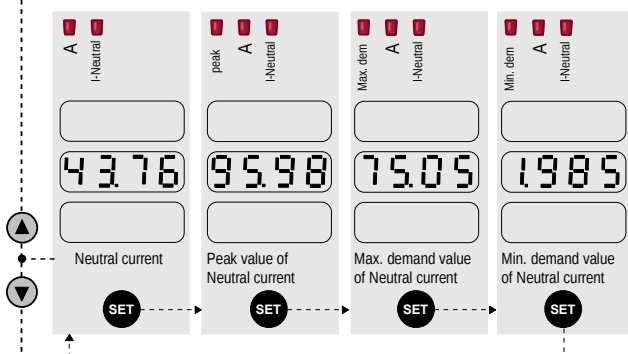 A
I-Neutral
43.76
Neutral current
SET
peak
A
I-Neutral
95.98
Peak value of
Neutral current
SET
Max. dem
A
I-Neutral
75.05
Max. demand value
of Neutral current
SET
Min. dem
A
I-Neutral
1.985
Min. demand value
of Neutral current
SET